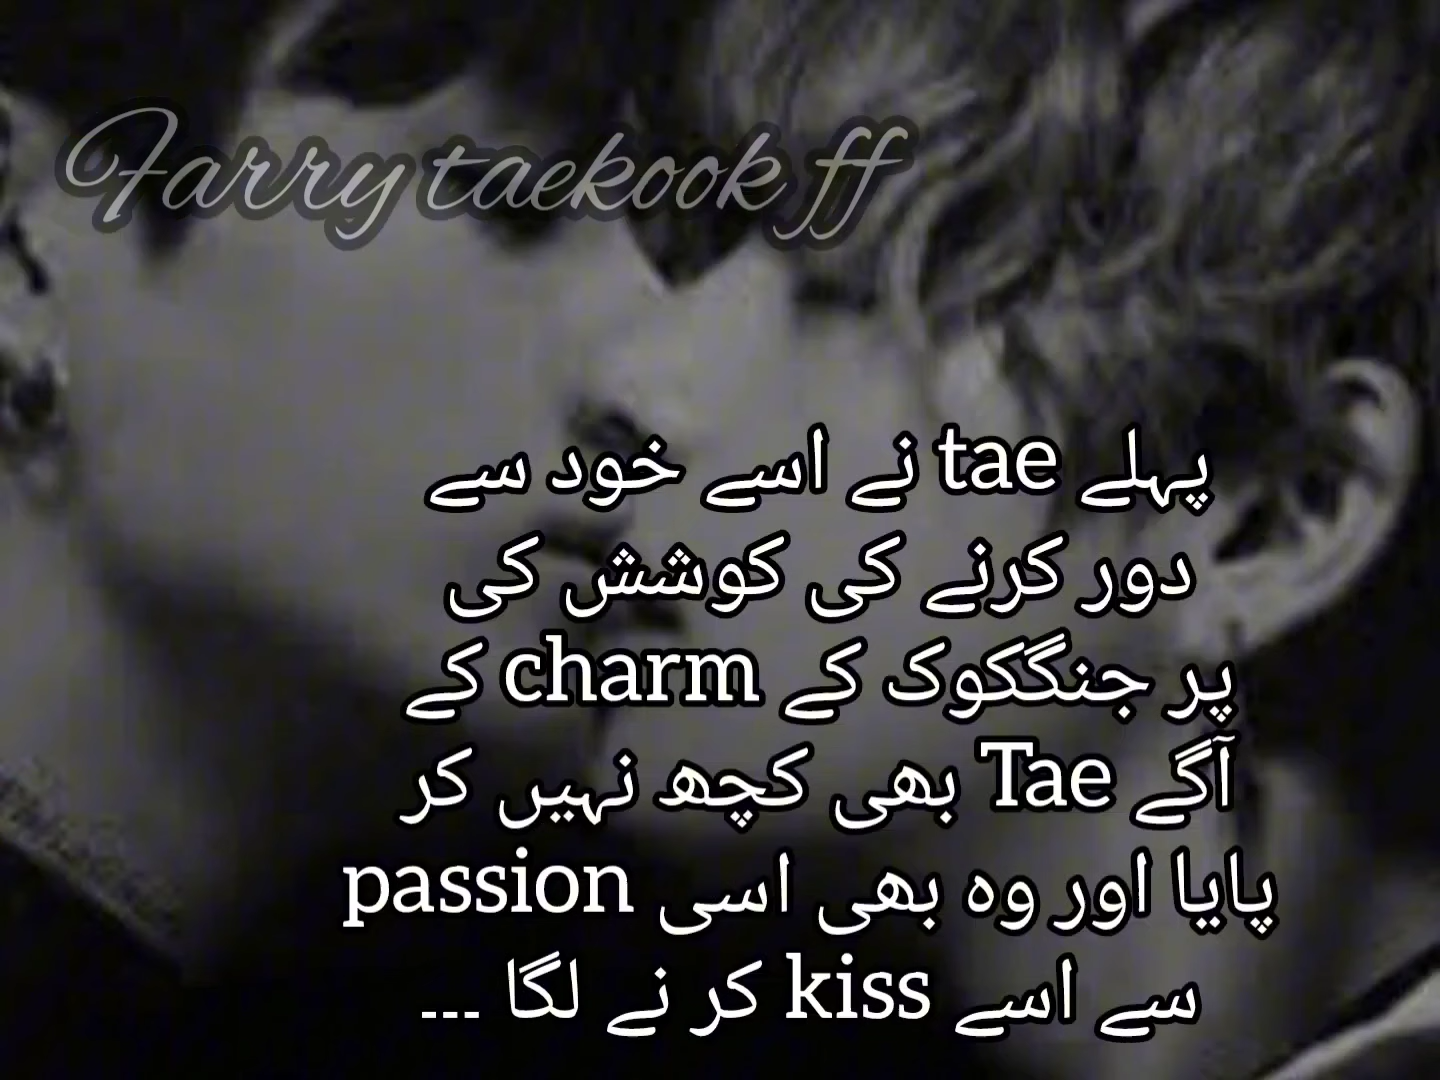 Farry taekook ff
پہلے tae نے اسے خود سے
دور کرنے کی کوشش کی
پر جنگکوک کے charm کے
آگے Tae بھی کچھ نہیں کر
پایا اور وہ بھی اسی passion
سے اسے kiss کر نے لگا ---